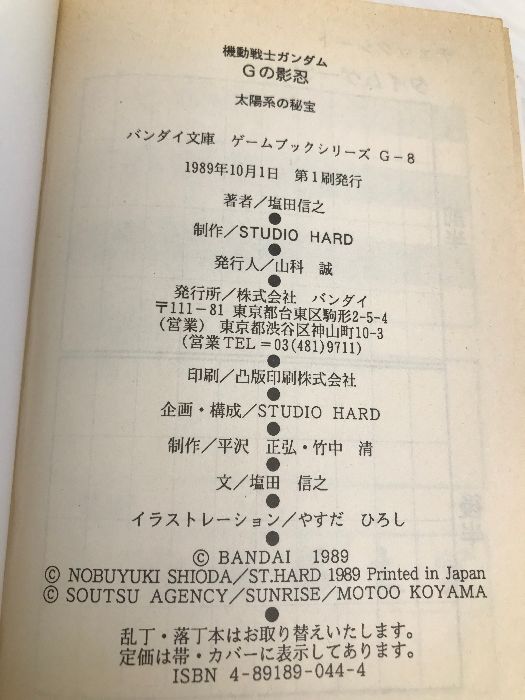 機動戦士ガンダム
Gの影忍
太陽系の秘宝
バンダイ文庫 ゲームブックシリーズ G-8
1989年10月1日 第1刷発行
著者/塩田信之
制作/STUDIO HARD
発行人/山科 誠
発行所/株式会社 バンダイ
〒111-81 東京都台東区駒形2-5-4
(営業) 東京都渋谷区神山町10-3
(営業TEL=03(481)9711)
印刷/凸版印刷株式会社
企画・構成/STUDIO HARD
制作/平沢 正弘・竹中 清
文/塩田 信之
イラストレーション/やすだ ひろし
© BANDAI 1989
© NOBUYUKI SHIODA/ST.HARD 1989 Printed in Japan
© SOUTSU AGENCY/SUNRISE/MOTOO KOYAMA
乱丁・落丁本はお取り替えいたします。
定価は帯・カバーに表示してあります。
ISBN 4-89189-044-4